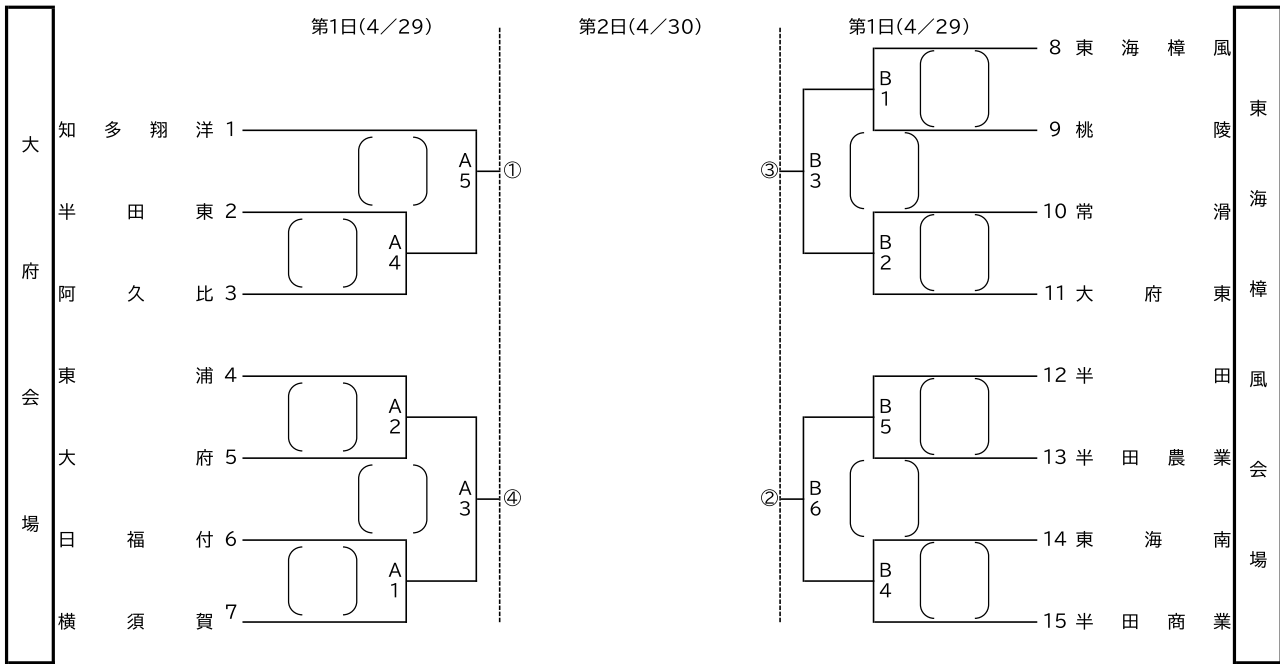 第1日(4／29) 第2日(4／30) 第1日(4／29)
大府会場
知多翔洋 1
半田東 2
阿久比 3
東浦 4
大府 5
日福付 6
横須賀 7
A5
A4
A2
A3
A1
①
④
③
②
B1
B3
B2
B5
B6
B4
8 東海樟風
9 桃陵
10 常滑
11 大府東
12 半田
13 半田農業
14 東海南
15 半田商業
東海樟風会場